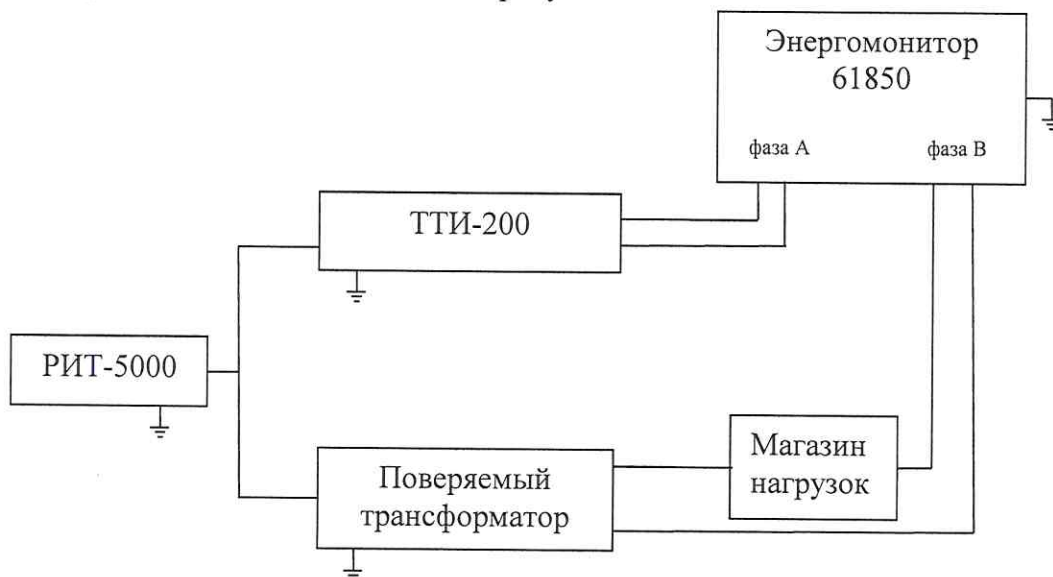 Энергомонитор
61850
фаза А
фаза В
ТТИ-200
РИТ-5000
Поверяемый
трансформатор
Магазин
нагрузок